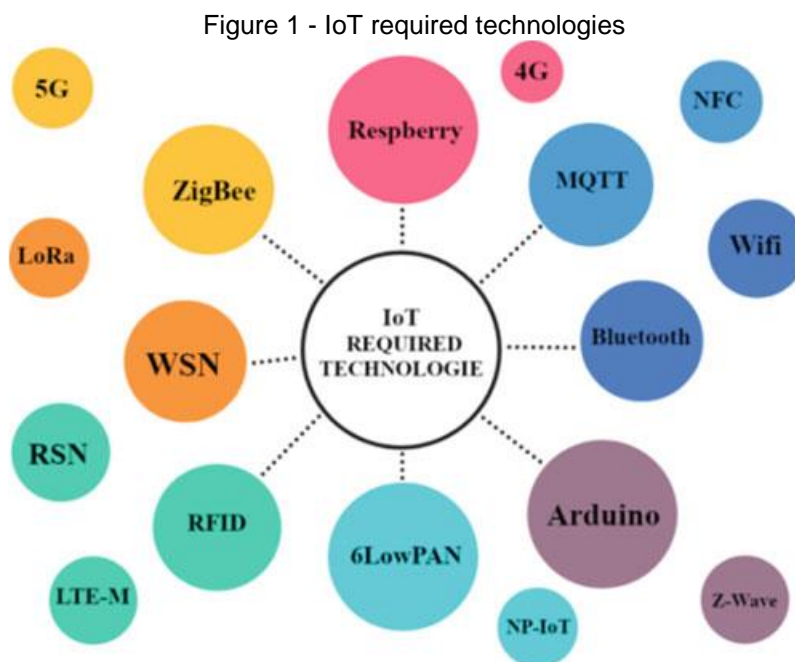 Figure 1 - IoT required technologies
5G
4G
NFC
Respberry
ZigBee
MQTT
LoRa
Wifi
IoT
REQUIRED
TECHNOLOGIE
WSN
Bluetooth
RSN
RFID
6LowPAN
Arduino
LTE-M
NP-IoT
Z-Wave